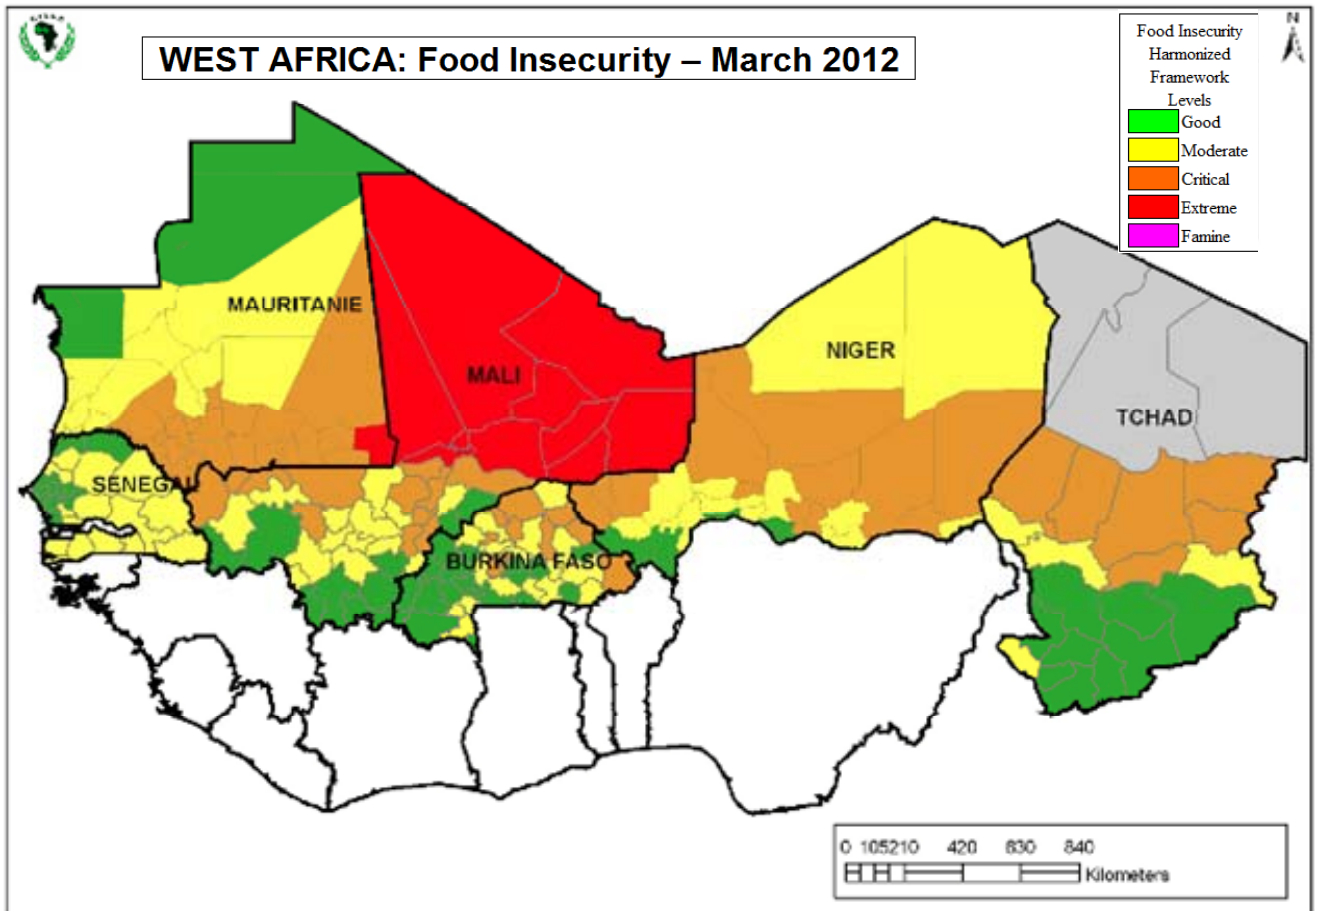 CILSS
WEST AFRICA: Food Insecurity – March 2012
N
Food Insecurity
Harmonized
Framework
Levels
Good
Moderate
Critical
Extreme
Famine
MAURITANIE
MALI
NIGER
TCHAD
SENEGAL
BURKINA FASO
0 105210 420 630 840
Kilometers